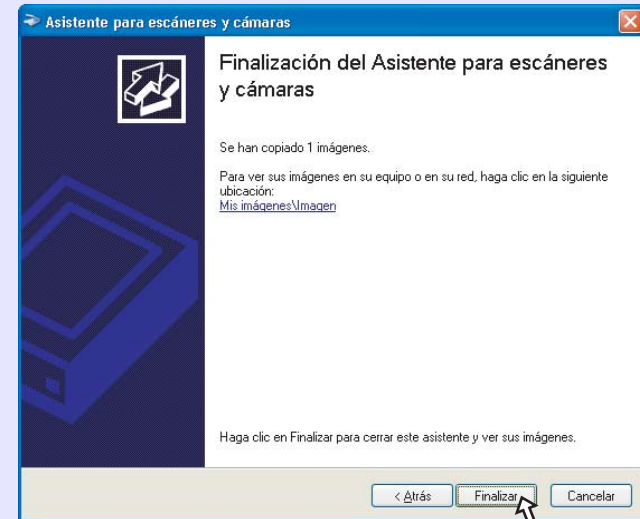 Asistente para escáneres y cámaras
Finalización del Asistente para escáneres
y cámaras
Se han copiado 1 imágenes.
Para ver sus imágenes en su equipo o en su red, haga clic en la siguiente
ubicación:
Mis imágenes\Imagen
Haga clic en Finalizar para cerrar este asistente y ver sus imágenes.
< Atrás
Finalizar
Cancelar